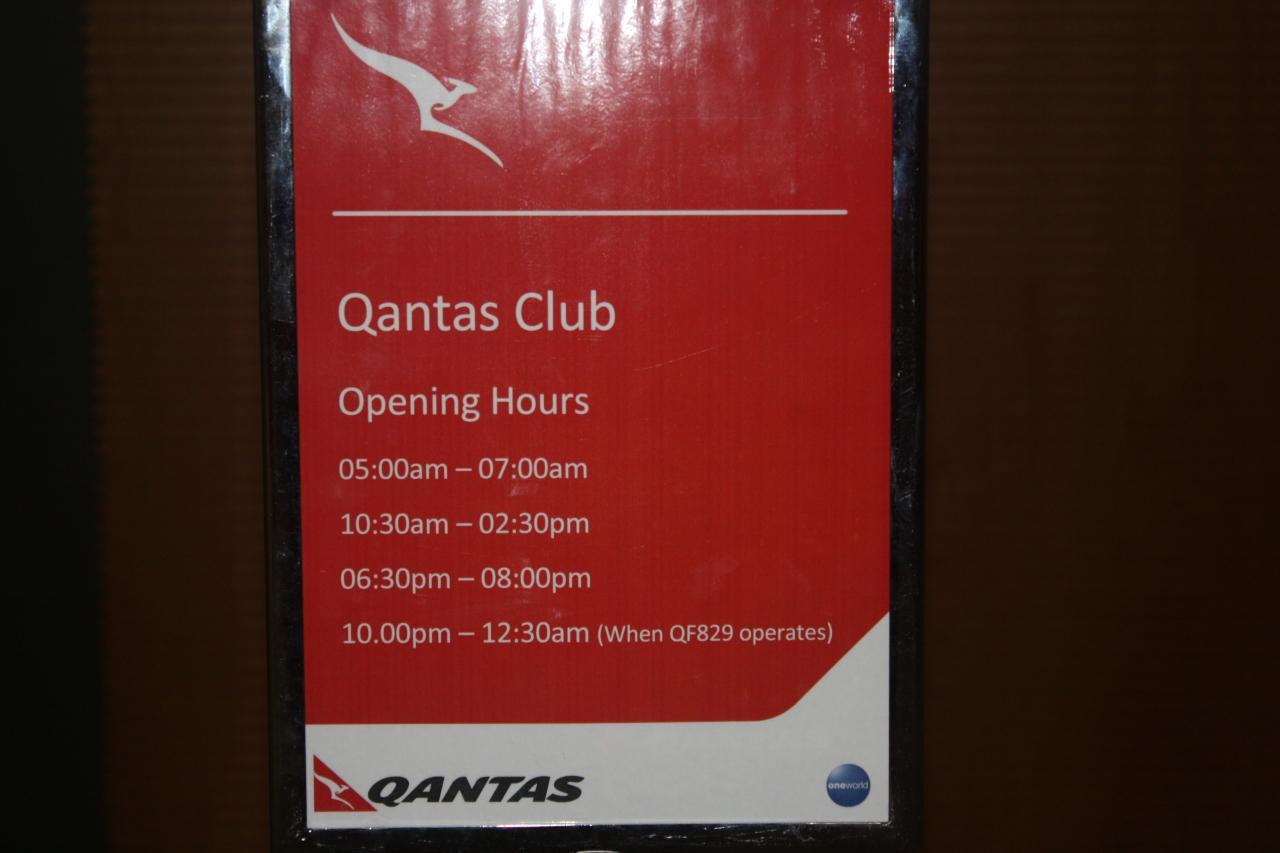 Qantas Club
Opening Hours
05:00am – 07:00am
10:30am – 02:30pm
06:30pm – 08:00pm
10.00pm – 12:30am (When QF829 operates)
QANTAS
oneworld